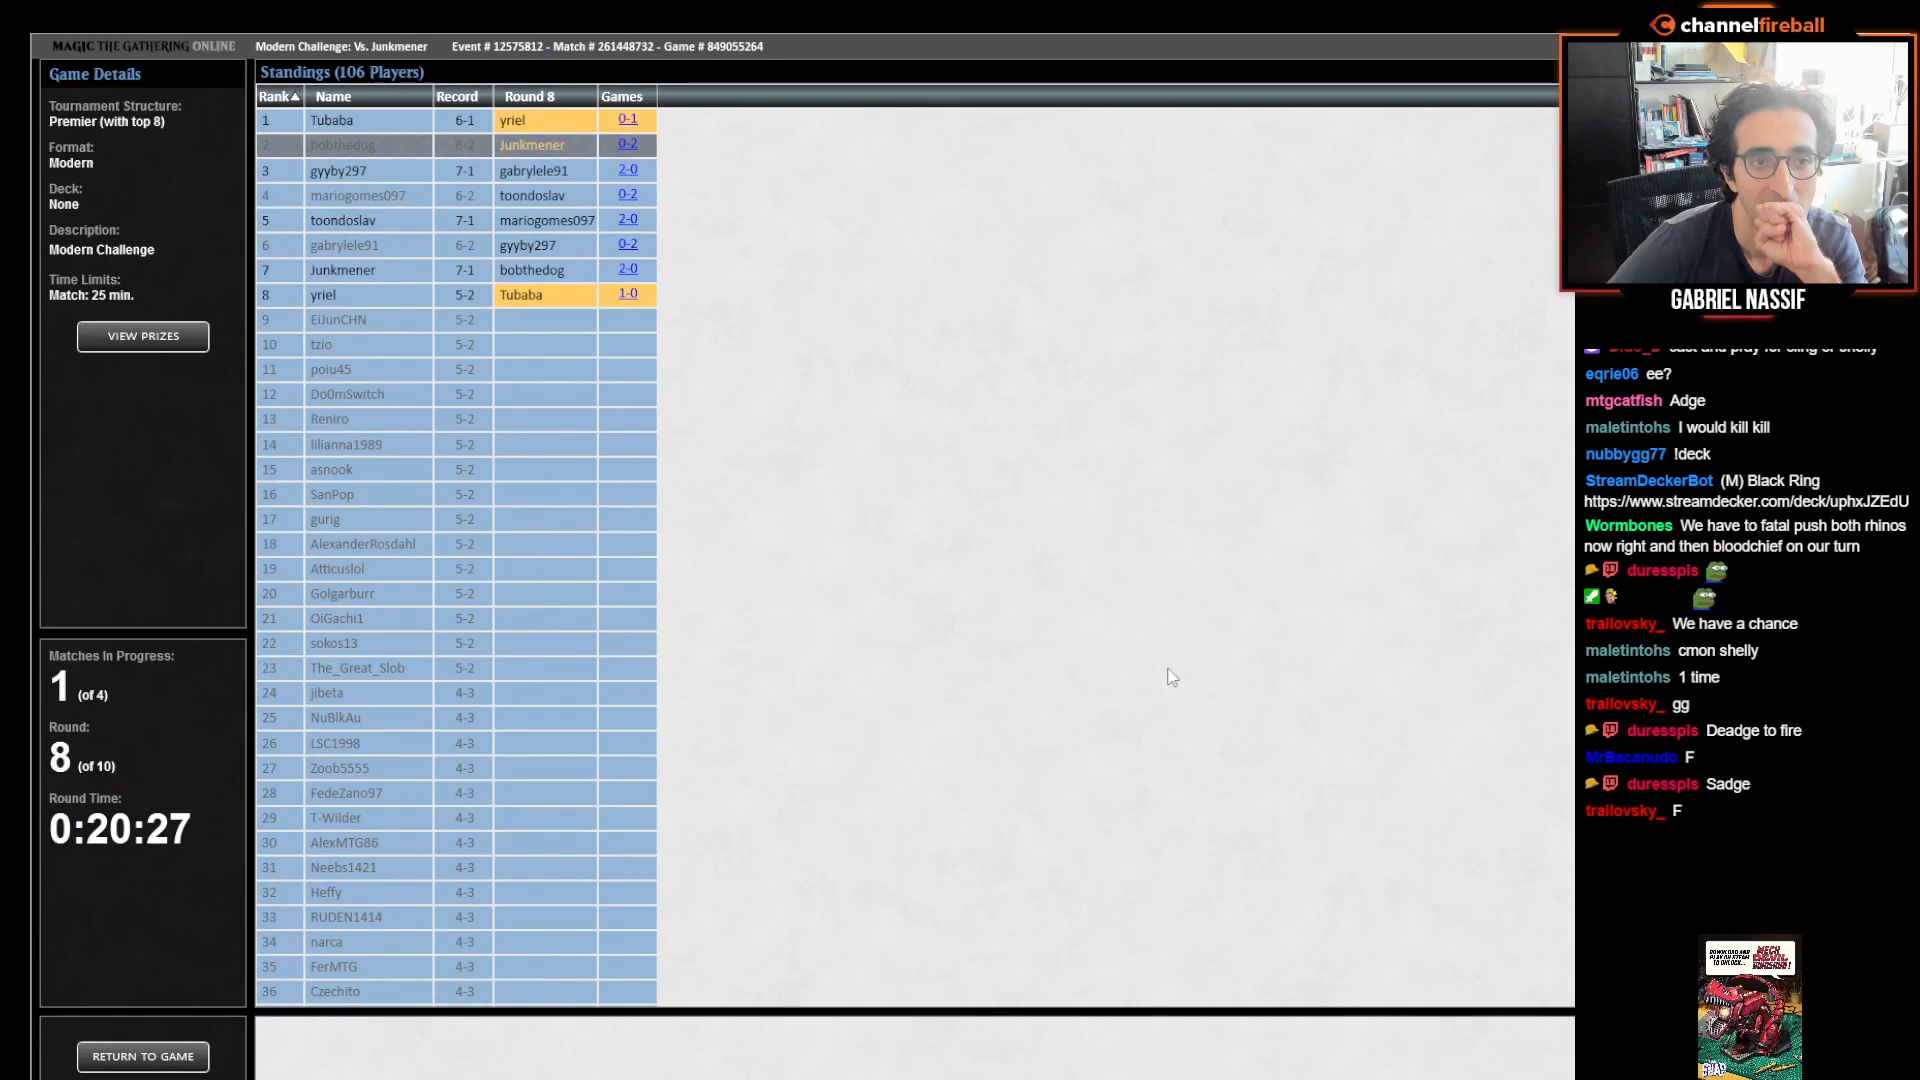 channelfireball
MAGIC THE GATHERING ONLINE
Modern Challenge: Vs. Junkmener
Event # 12575812 - Match # 261448732 - Game # 849055264
Game Details
Tournament Structure:
Premier (with top 8)
Format:
Modern
Deck:
None
Description:
Modern Challenge
Time Limits:
Match: 25 min.
VIEW PRIZES
Matches In Progress:
1 (of 4)
Round:
8 (of 10)
Round Time:
0:20:27
RETURN TO GAME
Standings (106 Players)
Rank Name Record Round 8 Games
1 Tubaba 6-1 yriel 0-1
2 bobthedog 6-2 Junkmener 0-2
3 gyyby297 7-1 gabrylele91 2-0
4 mariogomes097 6-2 toondoslav 0-2
5 toondoslav 7-1 mariogomes097 2-0
6 gabrylele91 6-2 gyyby297 0-2
7 Junkmener 7-1 bobthedog 2-0
8 yriel 5-2 Tubaba 1-0
9 EiJunCHN 5-2
10 tzio 5-2
11 poiu45 5-2
12 Do0mSwitch 5-2
13 Reniro 5-2
14 lilianna1989 5-2
15 asnook 5-2
16 SanPop 5-2
17 gurig 5-2
18 AlexanderRosdahl 5-2
19 Atticuslol 5-2
20 Golgarburr 5-2
21 OiGachi1 5-2
22 sokos13 5-2
23 The_Great_Slob 5-2
24 jibeta 4-3
25 NuBlkAu 4-3
26 LSC1998 4-3
27 Zoob5555 4-3
28 FedeZano97 4-3
29 T-Wilder 4-3
30 AlexMTG86 4-3
31 Neebs1421 4-3
32 Heffy 4-3
33 RUDEN1414 4-3
34 narca 4-3
35 FerMTG 4-3
36 Czechito 4-3
GABRIEL NASSIF
eqrie06 ee?
mtgcatfish Adge
maletintohs I would kill kill
nubbygg77 !deck
StreamDeckerBot (M) Black Ring
https://www.streamdecker.com/deck/uphxJZEdU
Wormbones We have to fatal push both rhinos
now right and then bloodchief on our turn
duresspls
trailovsky_ We have a chance
maletintohs cmon shelly
maletintohs 1 time
trailovsky_ gg
duresspls Deadge to fire
MrBacanudo F
duresspls Sadge
trailovsky_ F
DOWNLOAD AND
PLAY ON STEAM
TO UNLOCK...